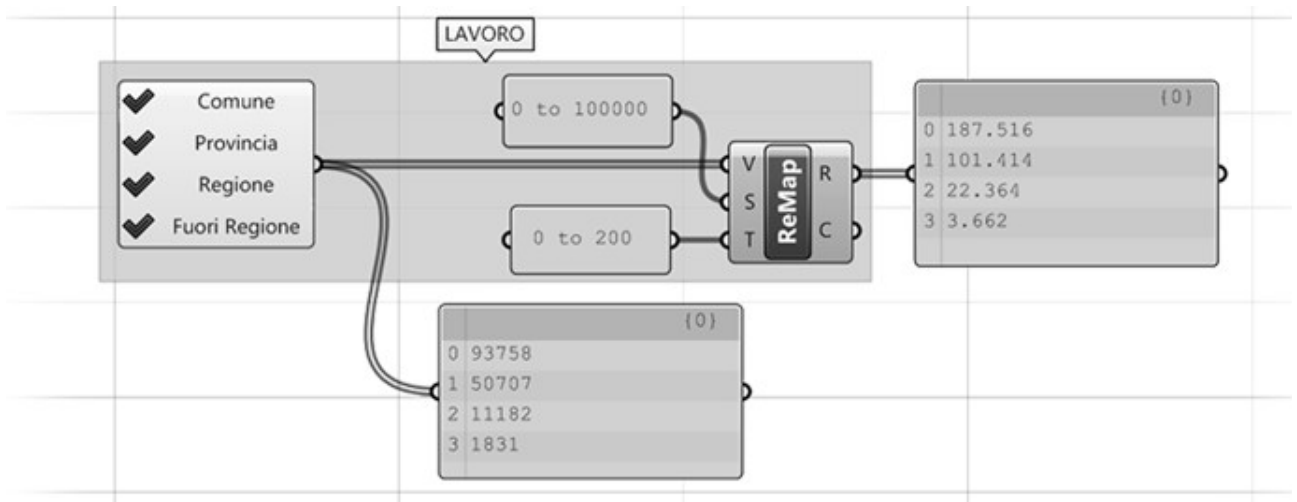 LAVORO
Comune
Provincia
Regione
Fuori Regione
0 to 100000
0 to 200
V
S
T
ReMap
R
C
{0}
0 187.516
1 101.414
2 22.364
3 3.662
{0}
0 93758
1 50707
2 11182
3 1831